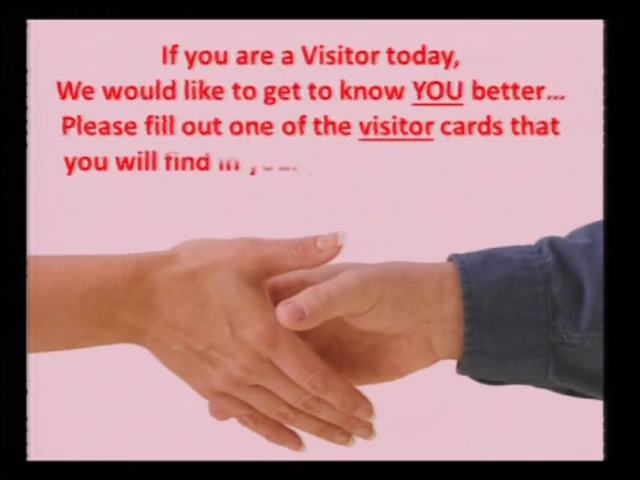 If you are a Visitor today,
We would like to get to know YOU better...
Please fill out one of the visitor cards that
you will find in